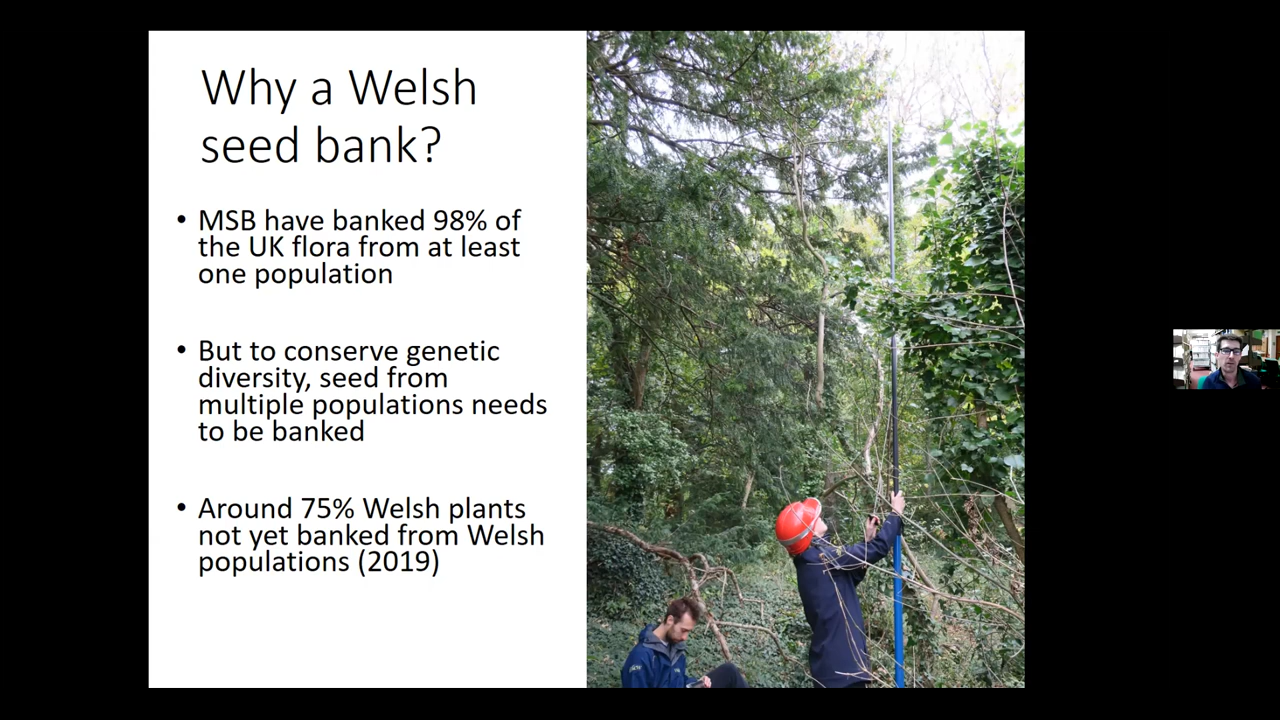 Why a Welsh
seed bank?
• MSB have banked 98% of
the UK flora from at least
one population
• But to conserve genetic
diversity, seed from
multiple populations needs
to be banked
• Around 75% Welsh plants
not yet banked from Welsh
populations (2019)